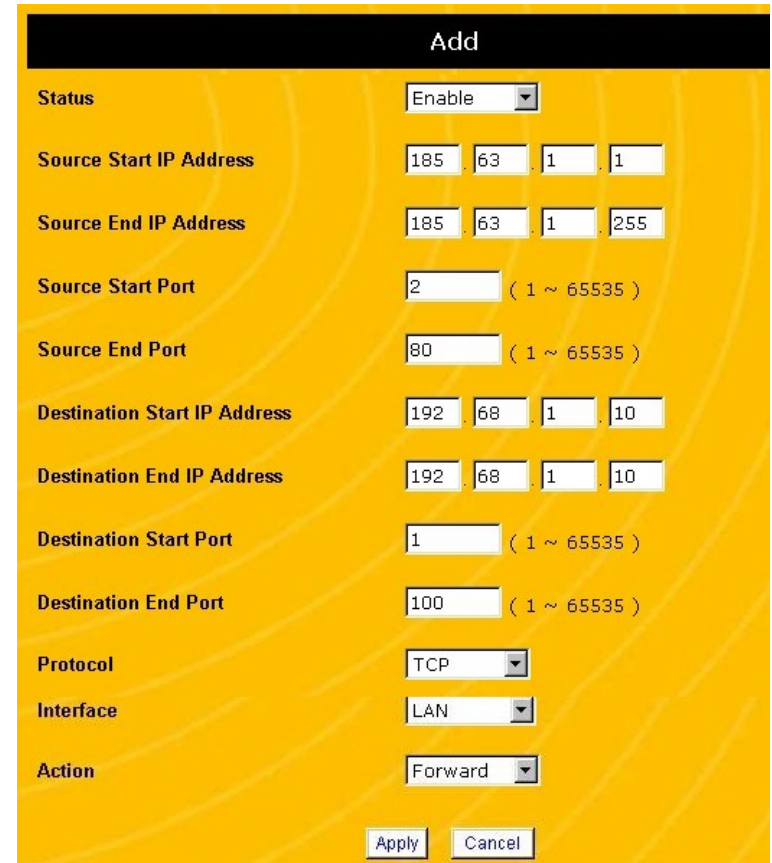 Add
Status Enable
Source Start IP Address 185 . 63 . 1 . 1
Source End IP Address 185 . 63 . 1 . 255
Source Start Port 2 ( 1 ~ 65535 )
Source End Port 80 ( 1 ~ 65535 )
Destination Start IP Address 192 . 68 . 1 . 10
Destination End IP Address 192 . 68 . 1 . 10
Destination Start Port 1 ( 1 ~ 65535 )
Destination End Port 100 ( 1 ~ 65535 )
Protocol TCP
Interface LAN
Action Forward
Apply Cancel